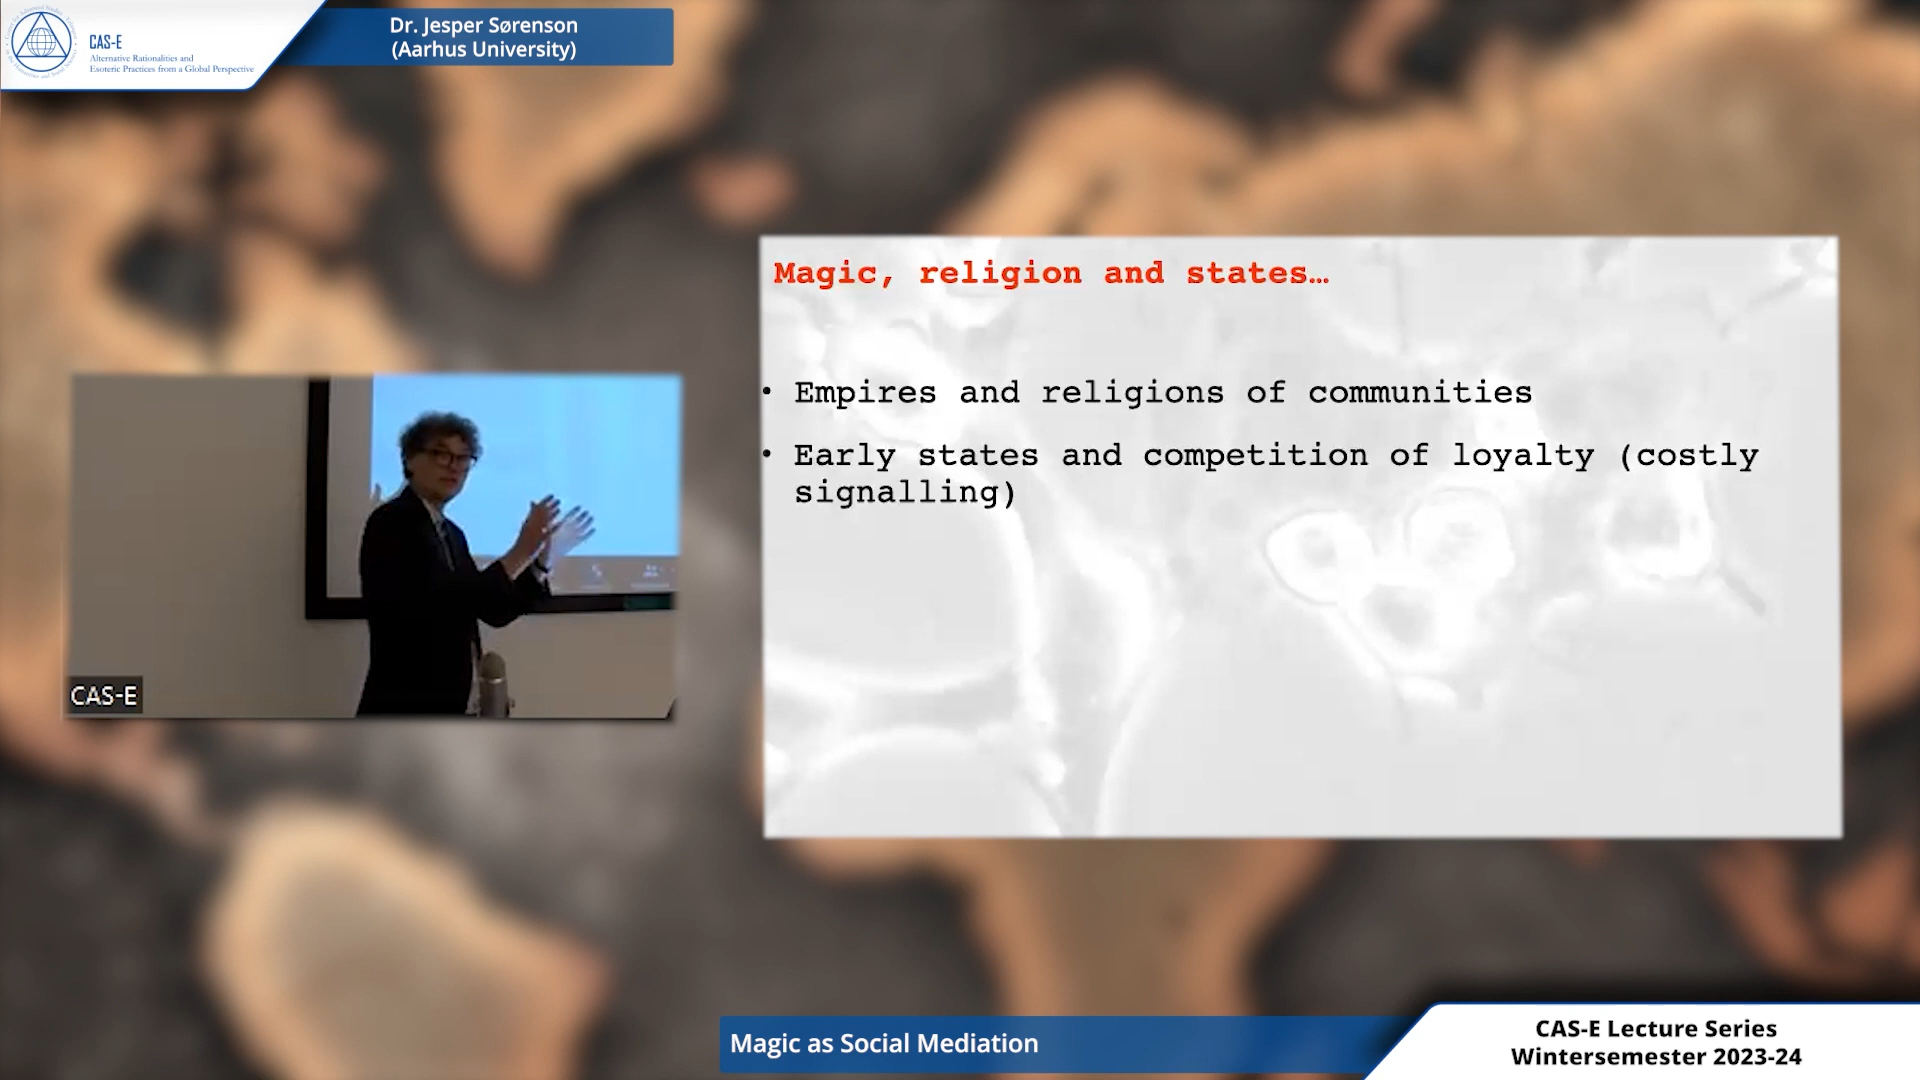 CAS-E
Alternative Rationalities and
Esoteric Practices from a Global Perspective
Dr. Jesper Sørenson
(Aarhus University)
Magic, religion and states…
• Empires and religions of communities
• Early states and competition of loyalty (costly
signalling)
CAS-E
Magic as Social Mediation
CAS-E Lecture Series
Wintersemester 2023-24